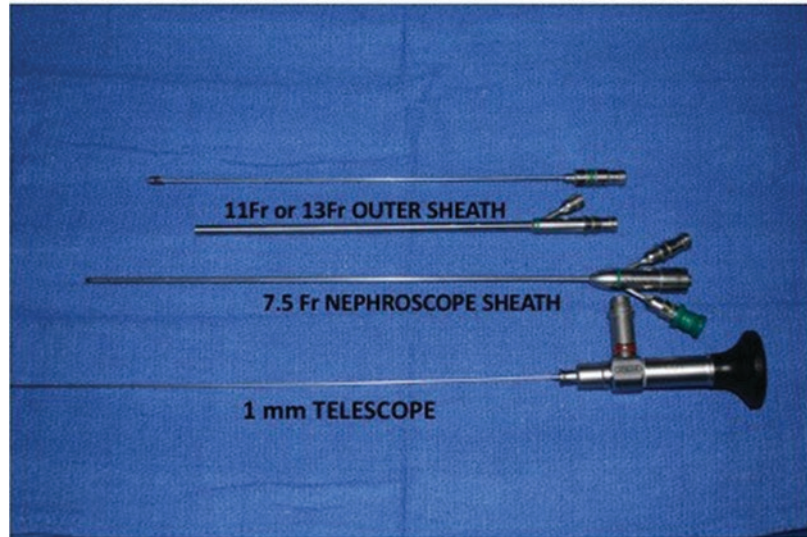 11Fr or 13Fr OUTER SHEATH
7.5 Fr NEPHROSCOPE SHEATH
1 mm TELESCOPE